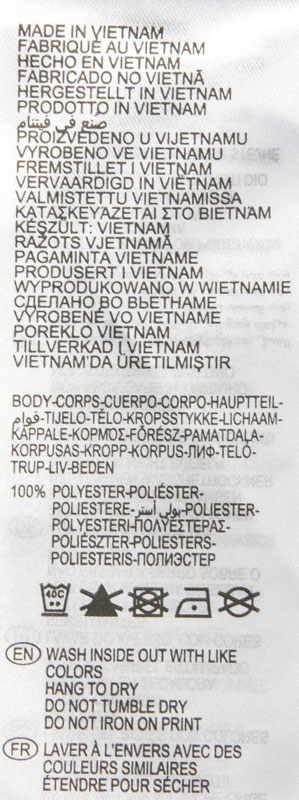 MADE IN VIETNAM
FABRIQUÉ AU VIETNAM
HECHO EN VIETNAM
FABRICADO NO VIETNÃ
HERGESTELLT IN VIETNAM
PRODOTTO IN VIETNAM
صنع في فيتنام
PROIZVEDENO U VIJETNAMU
VYROBENO VE VIETNAMU
FREMSTILLET I VIETNAM
VERVAARDIGD IN VIËTNAM
VALMISTETTU VIETNAMISSA
ΚΑΤΑΣΚΕΥΑΖΕΤΑΙ ΣΤΟ ΒΙΕΤΝΑΜ
KÉSZÜLT: VIETNAM
RAŽOTS VJETNAMĀ
PAGAMINTA VIETNAME
PRODUSERT I VIETNAM
WYPRODUKOWANO W WIETNAMIE
СДЕЛАНО ВО ВЬЕТНАМЕ
VYROBENÉ VO VIETNAME
POREKLO VIETNAM
TILLVERKAD I VIETNAM
VIETNAM'DA ÜRETILMIŞTIR
BODY-CORPS-CUERPO-CORPO-HAUPTTEIL-
قوام-TIJELO-TĚLO-KROPSSTYKKE-LICHAAM-
KAPPALE-ΚΟΡΜΟΣ-FŐRÉSZ-PAMATDALA-
KORPUSAS-KROPP-KORPUS-ЛИФ-TELO-
TRUP-LIV-BEDEN
100% POLYESTER-POLIÉSTER-
POLIESTERE-بولي أستر-POLIESTER-
POLYESTERI-ΠΟΛΥΕΣΤΕΡΑΣ-
POLIÉSZTER-POLIESTERS-
POLIESTERIS-ПОЛИЭСТЕР
40C
EN WASH INSIDE OUT WITH LIKE
COLORS
HANG TO DRY
DO NOT TUMBLE DRY
DO NOT IRON ON PRINT
FR LAVER À L'ENVERS AVEC DES
COULEURS SIMILAIRES
ÉTENDRE POUR SÉCHER